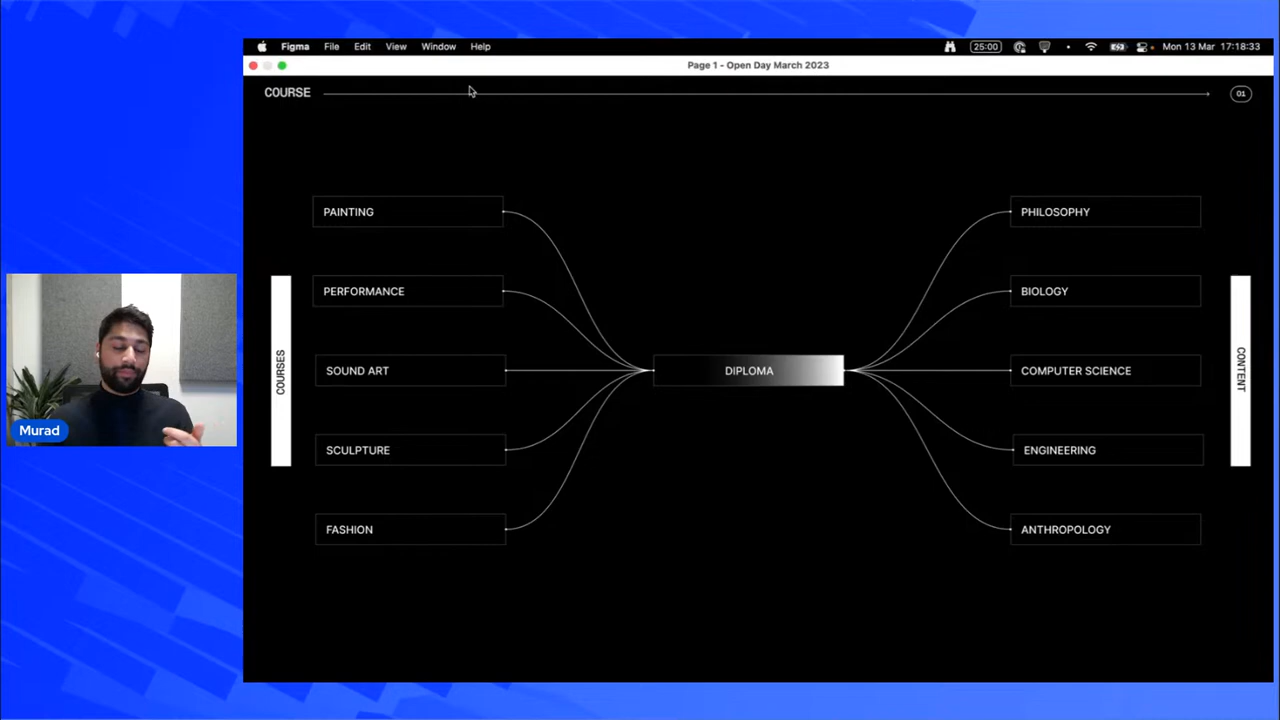 Figma File Edit View Window Help 25:00 Mon 13 Mar 17:18:33
Page 1 - Open Day March 2023
COURSE 01
PAINTING
PERFORMANCE
SOUND ART
SCULPTURE
FASHION
COURSES
DIPLOMA
PHILOSOPHY
BIOLOGY
COMPUTER SCIENCE
ENGINEERING
ANTHROPOLOGY
CONTENT
Murad